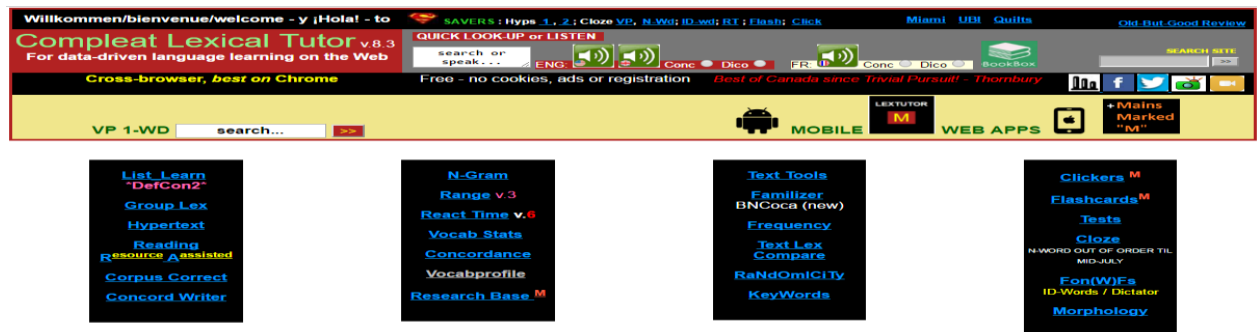 Willkommen/bienvenue/welcome - y ¡Hola! - to
SAVERS : Hyps 1 , 2 ; Cloze VP, N-Wd; ID-wd; RT ; Flash; Click
Miami UBI Quilts
Old-But-Good Review
Compleat Lexical Tutor v.8.3
For data-driven language learning on the Web
QUICK LOOK-UP or LISTEN
search or
speak...
ENG:
Conc Dico
FR:
Conc Dico
BookBox
SEARCH SITE
>>
Cross-browser, best on Chrome
Free - no cookies, ads or registration
Best of Canada since Trivial Pursuit! - Thornbury
f
VP 1-WD search... >>
MOBILE
LEXTUTOR
M
WEB APPS
+Mains
Marked
"M"
List_Learn
*DefCon2*
Group Lex
Hypertext
Reading
Resource Aassisted
Corpus Correct
Concord Writer
N-Gram
Range v.3
React Time v.6
Vocab Stats
Concordance
Vocabprofile
Research Base M
Text Tools
Familizer
BNCoca (new)
Frequency
Text Lex
Compare
RaNdOmICiTy
KeyWords
Clickers M
Flashcards M
Tests
Cloze
N-WORD OUT OF ORDER TIL
MID-JULY
Fon(W)Fs
ID-Words / Dictator
Morphology